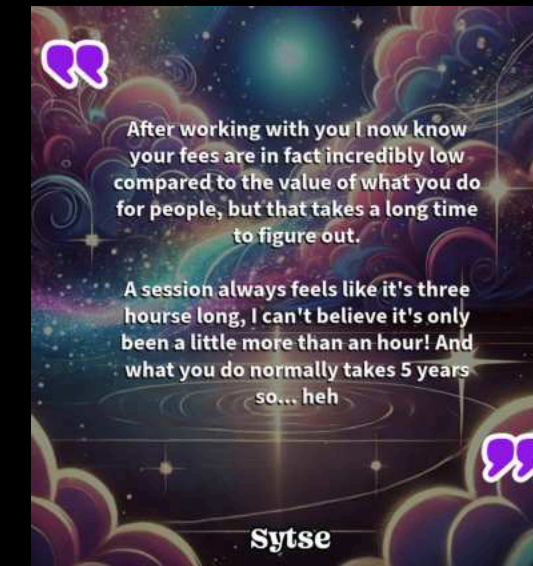 After working with you I now know
your fees are in fact incredibly low
compared to the value of what you do
for people, but that takes a long time
to figure out.
A session always feels like it's three
hourse long, I can't believe it's only
been a little more than an hour! And
what you do normally takes 5 years
so... heh
Sytse